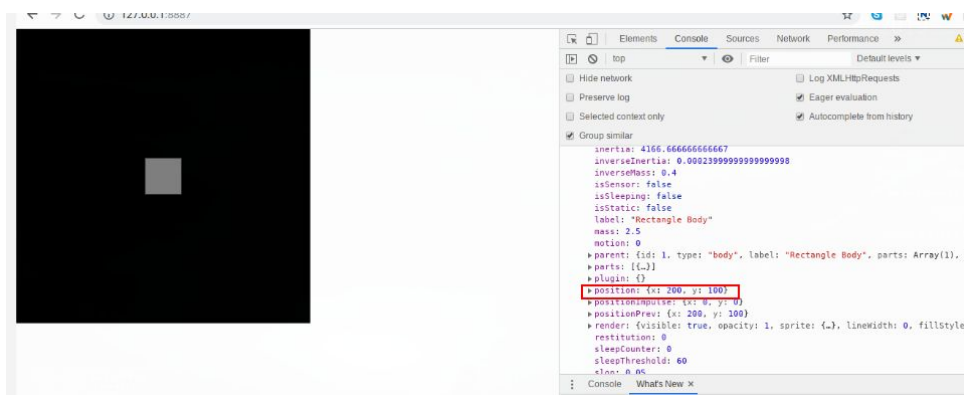 127.0.0.1:8887
Elements Console Sources Network Performance »
top Filter Default levels ▼
Hide network Log XMLHttpRequests
Preserve log Eager evaluation
Selected context only Autocomplete from history
Group similar
inertia: 4166.666666666667
inverseInertia: 0.00023999999999999998
inverseMass: 0.4
isSensor: false
isSleeping: false
isStatic: false
label: "Rectangle Body"
mass: 2.5
motion: 0
parent: {id: 1, type: "body", label: "Rectangle Body", parts: Array(1),
parts: [{…}]
plugin: {}
position: {x: 200, y: 100}
positionImpulse: {x: 0, y: 0}
positionPrev: {x: 200, y: 100}
render: {visible: true, opacity: 1, sprite: {…}, lineWidth: 0, fillStyle
restitution: 0
sleepCounter: 0
sleepThreshold: 60
slop: 0.05
Console What's New ×